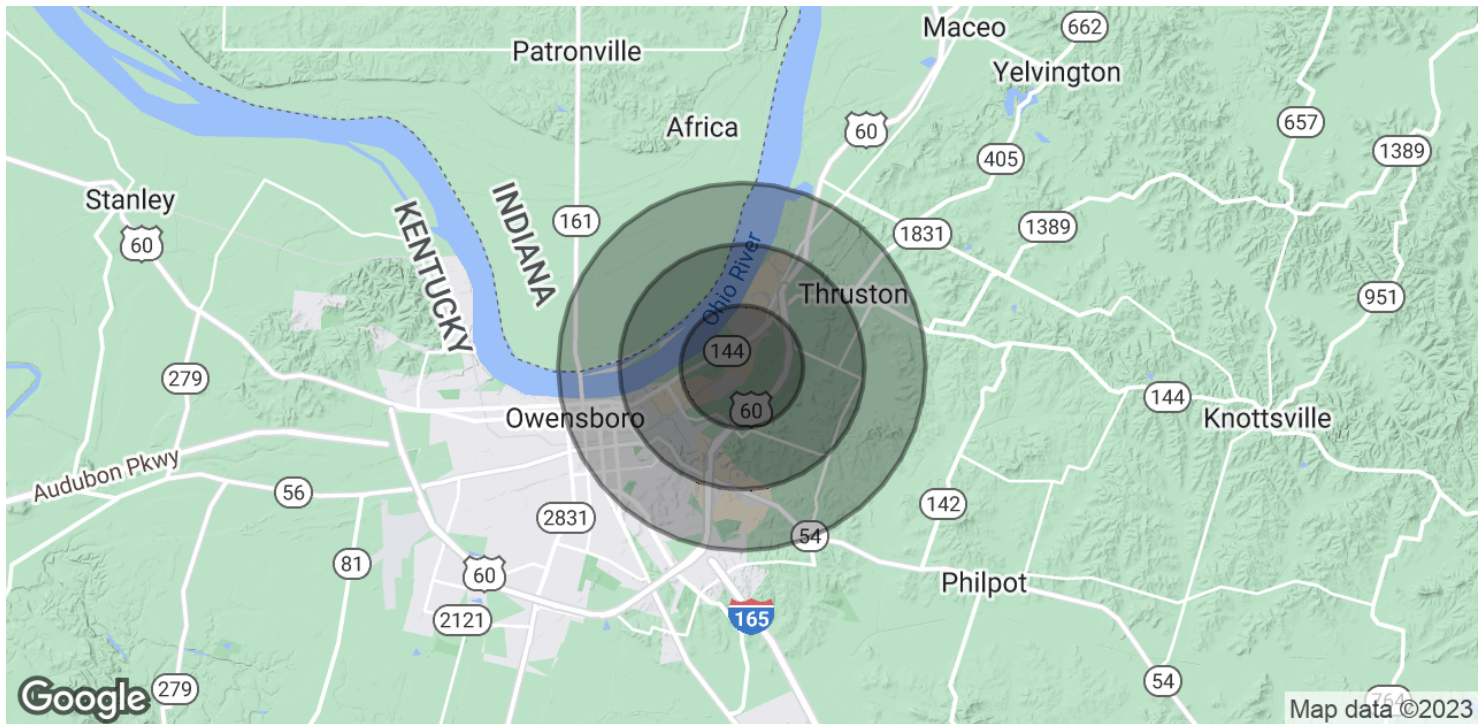 Maceo
662
Patronville
Yelvington
Africa
60
657
405
1389
Stanley
161
60
KENTUCKY
INDIANA
1831
1389
Ohio River
Thruston
951
144
279
144
60
Owensboro
Knottsville
Audubon Pkwy
56
142
2831
54
81
60
Philpot
165
2121
54
279
764
Google
Map data ©2023